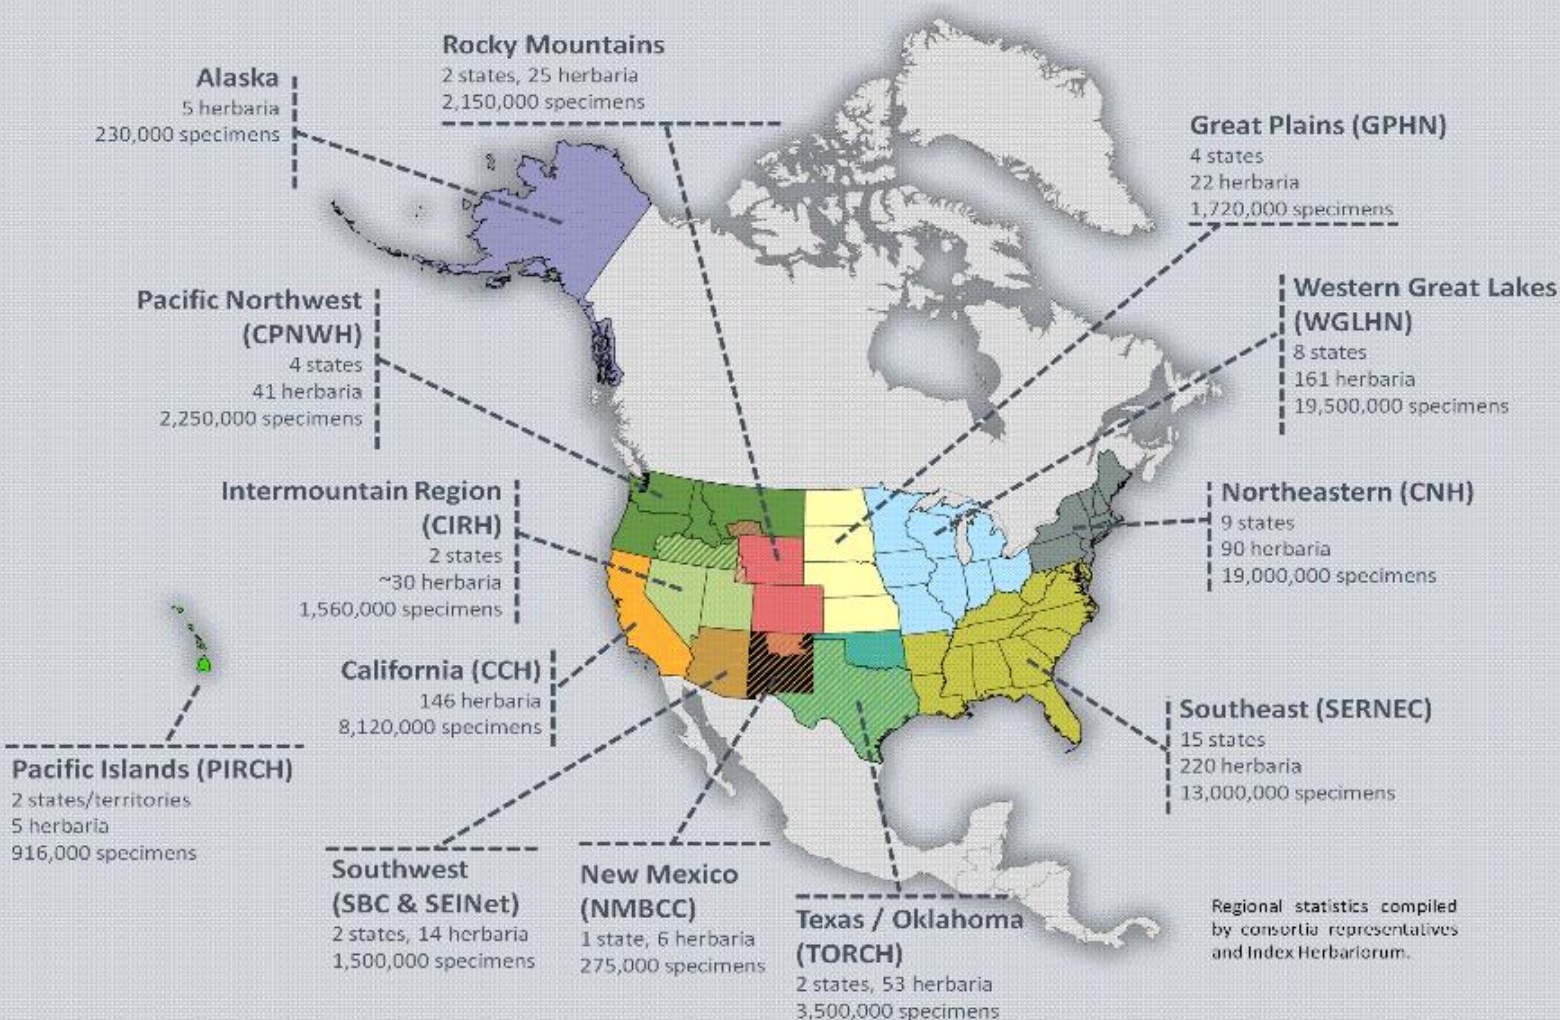 Rocky Mountains
2 states, 25 herbaria
2,150,000 specimens
Alaska
5 herbaria
230,000 specimens
Great Plains (GPHN)
4 states
22 herbaria
1,720,000 specimens
Pacific Northwest
(CPNWH)
4 states
41 herbaria
2,250,000 specimens
Western Great Lakes
(WGLHN)
8 states
161 herbaria
19,500,000 specimens
Intermountain Region
(CIRH)
2 states
~30 herbaria
1,560,000 specimens
Northeastern (CNH)
9 states
90 herbaria
19,000,000 specimens
California (CCH)
146 herbaria
8,120,000 specimens
Southeast (SERNEC)
15 states
220 herbaria
13,000,000 specimens
Pacific Islands (PIRCH)
2 states/territories
5 herbaria
916,000 specimens
Southwest
(SBC & SEINet)
2 states, 14 herbaria
1,500,000 specimens
New Mexico
(NMBCC)
1 state, 6 herbaria
275,000 specimens
Texas / Oklahoma
(TORCH)
2 states, 53 herbaria
3,500,000 specimens
Regional statistics compiled
by consortia representatives
and Index Herbariorum.